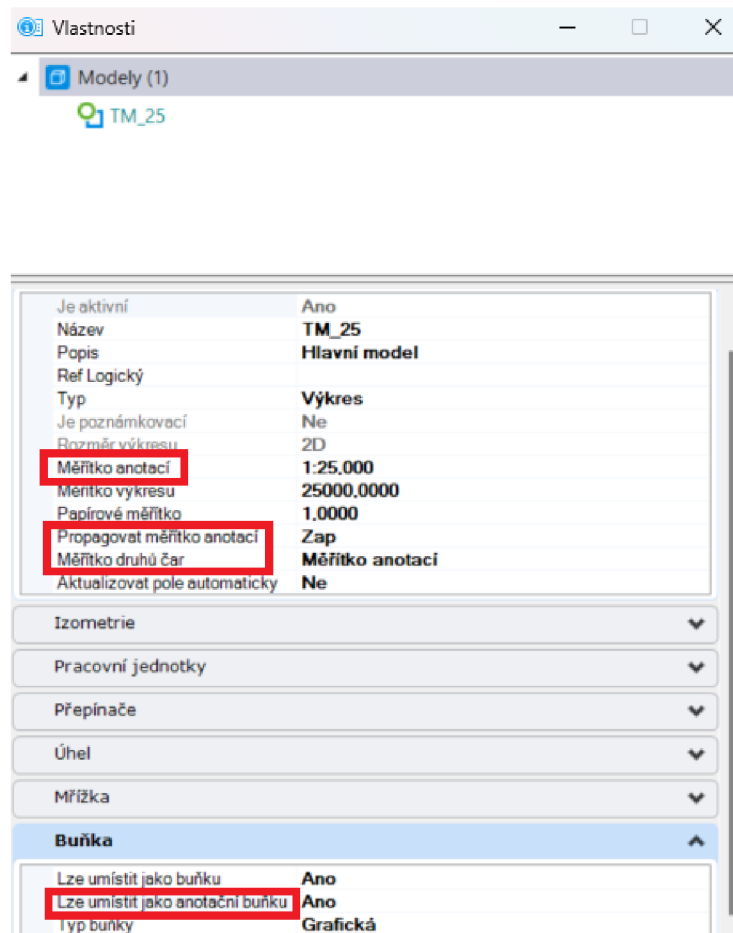 Vlastnosti
Modely (1)
TM_25
Je aktivní Ano
Název TM_25
Popis Hlavní model
Ref Logický
Typ Výkres
Je poznámkovací Ne
Rozměr výkresu 2D
Měřítko anotací 1:25,000
Měřítko výkresu 25000,0000
Papírové měřítko 1,0000
Propagovat měřítko anotací Zap
Měřítko druhů čar Měřítko anotací
Aktualizovat pole automaticky Ne
Izometrie
Pracovní jednotky
Přepínače
Úhel
Mřížka
Buňka
Lze umístit jako buňku Ano
Lze umístit jako anotační buňku Ano
Typ buňky Grafická